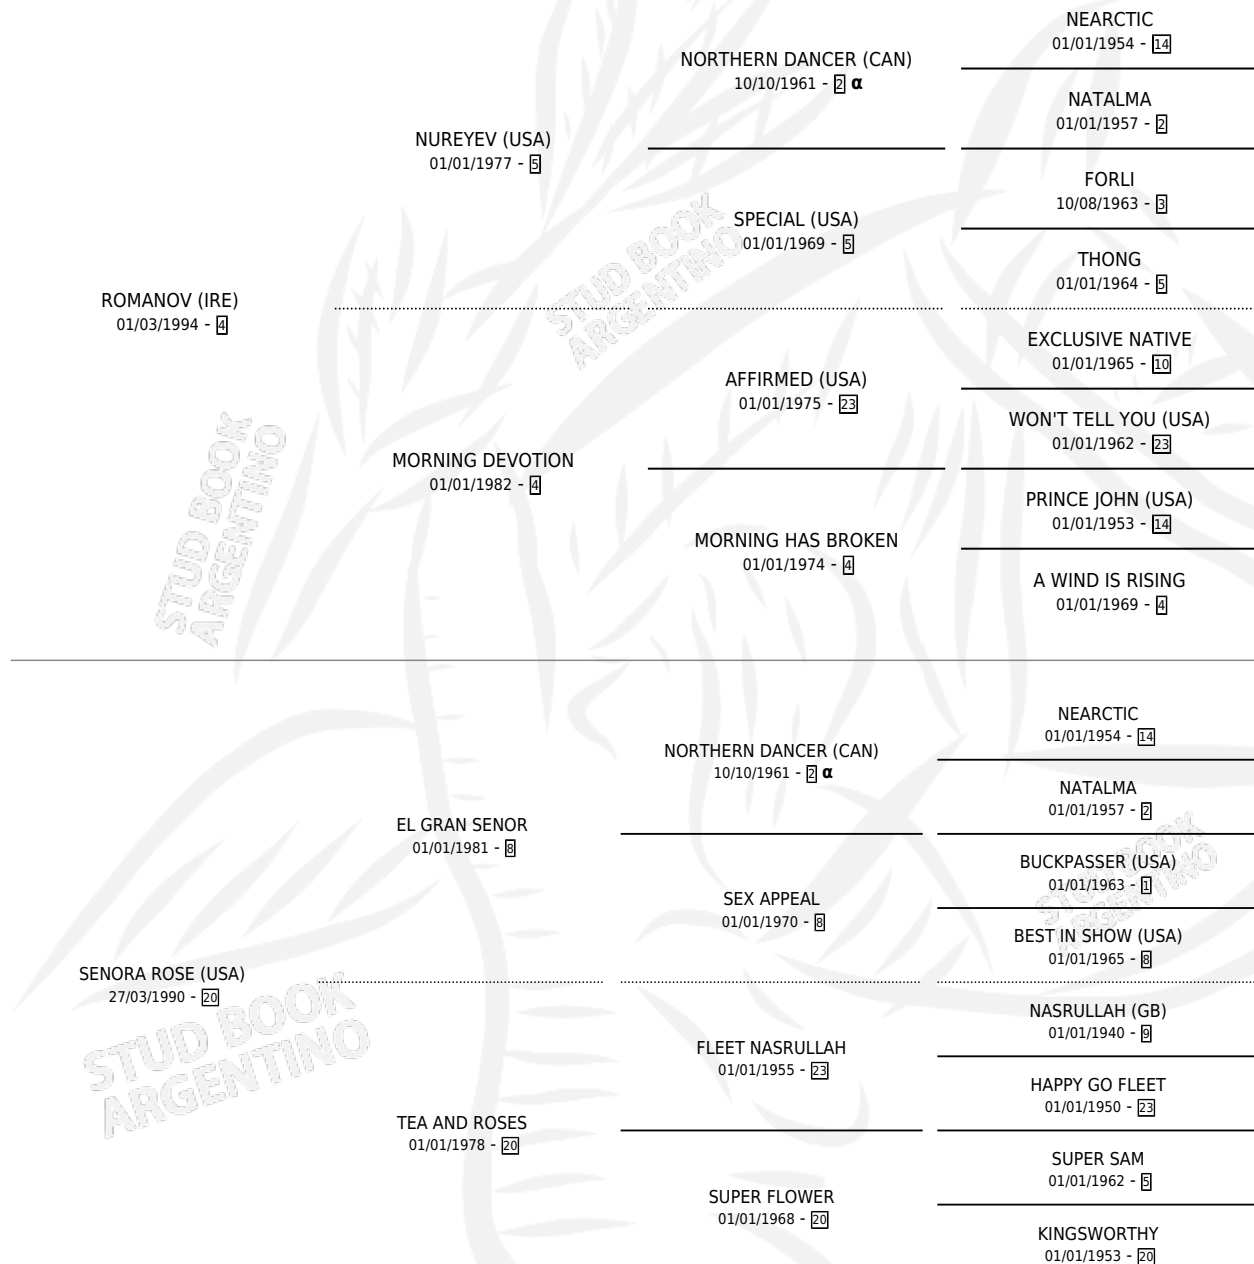 NEARCTIC
01/01/1954 - 14
NORTHERN DANCER (CAN)
10/10/1961 - 2 α
NATALMA
01/01/1957 - 2
NUREYEV (USA)
01/01/1977 - 5
FORLI
10/08/1963 - 3
SPECIAL (USA)
01/01/1969 - 5
THONG
01/01/1964 - 5
ROMANOV (IRE)
01/03/1994 - 4
EXCLUSIVE NATIVE
01/01/1965 - 10
AFFIRMED (USA)
01/01/1975 - 23
WON'T TELL YOU (USA)
01/01/1962 - 23
MORNING DEVOTION
01/01/1982 - 4
PRINCE JOHN (USA)
01/01/1953 - 14
MORNING HAS BROKEN
01/01/1974 - 4
A WIND IS RISING
01/01/1969 - 4
NEARCTIC
01/01/1954 - 14
NORTHERN DANCER (CAN)
10/10/1961 - 2 α
NATALMA
01/01/1957 - 2
EL GRAN SENOR
01/01/1981 - 8
BUCKPASSER (USA)
01/01/1963 - 1
SEX APPEAL
01/01/1970 - 8
BEST IN SHOW (USA)
01/01/1965 - 8
SENORA ROSE (USA)
27/03/1990 - 20
NASRULLAH (GB)
01/01/1940 - 9
FLEET NASRULLAH
01/01/1955 - 23
HAPPY GO FLEET
01/01/1950 - 23
TEA AND ROSES
01/01/1978 - 20
SUPER SAM
01/01/1962 - 5
SUPER FLOWER
01/01/1968 - 20
KINGSWORTHY
01/01/1953 - 20
STUD BOOK
ARGENTINO
STUD BOOK
ARGENTINO
STUD BOOK
ARGENTINO
STUD BOOK
ARGENTINO